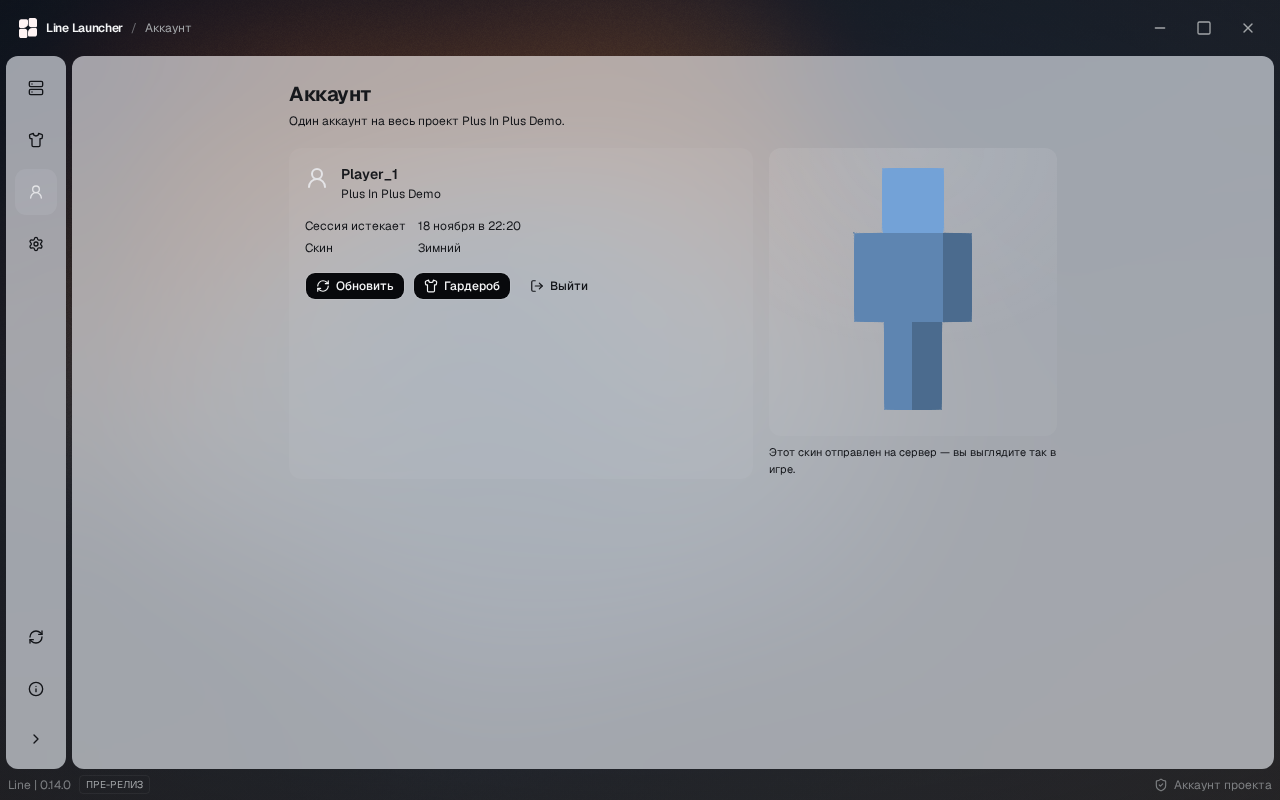 Line Launcher / Аккаунт
Аккаунт
Один аккаунт на весь проект Plus In Plus Demo.
Player_1
Plus In Plus Demo
Сессия истекает 18 ноября в 22:20
Скин Зимний
Обновить Гардероб Выйти
Этот скин отправлен на сервер — вы выглядите так в
игре.
Line | 0.14.0 ПРЕ-РЕЛИЗ Аккаунт проекта